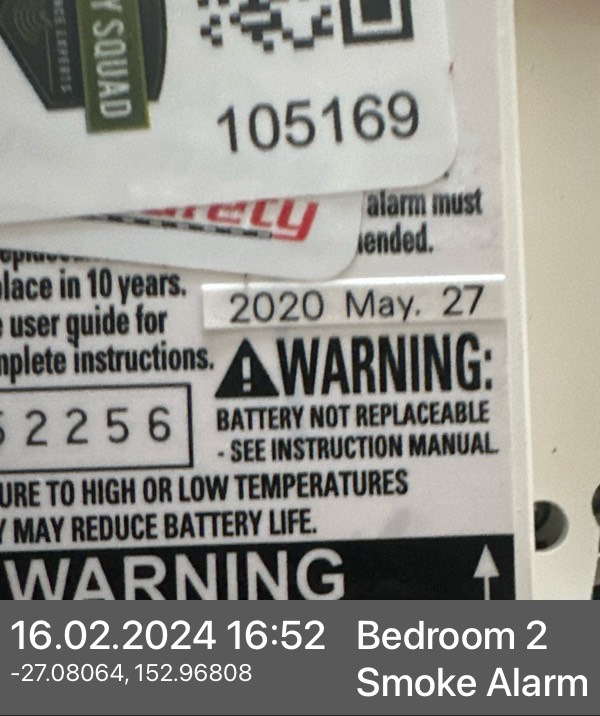 Y SQUAD
105169
alarm must
ended.
place in 10 years.
user guide for
mplete instructions.
2020 May. 27
WARNING:
BATTERY NOT REPLACEABLE
- SEE INSTRUCTION MANUAL
2256
URE TO HIGH OR LOW TEMPERATURES
Y MAY REDUCE BATTERY LIFE.
WARNING
16.02.2024 16:52
-27.08064, 152.96808
Bedroom 2
Smoke Alarm